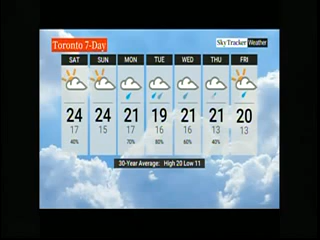 Toronto 7-Day
SkyTracker Weather
SAT SUN MON TUE WED THU FRI
24 24 21 19 21 21 20
17 15 17 16 16 13 13
40% 70% 80% 60% 40%
30-Year Average: High 20 Low 11